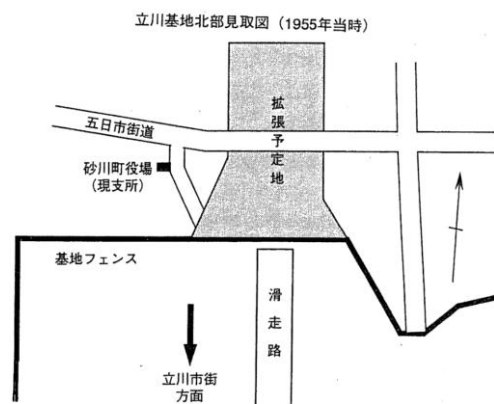 立川基地北部見取図(1955年当時)
五日市街道
拡張予定地
砂川町役場
(現支所)
基地フェンス
滑走路
立川市街
方面